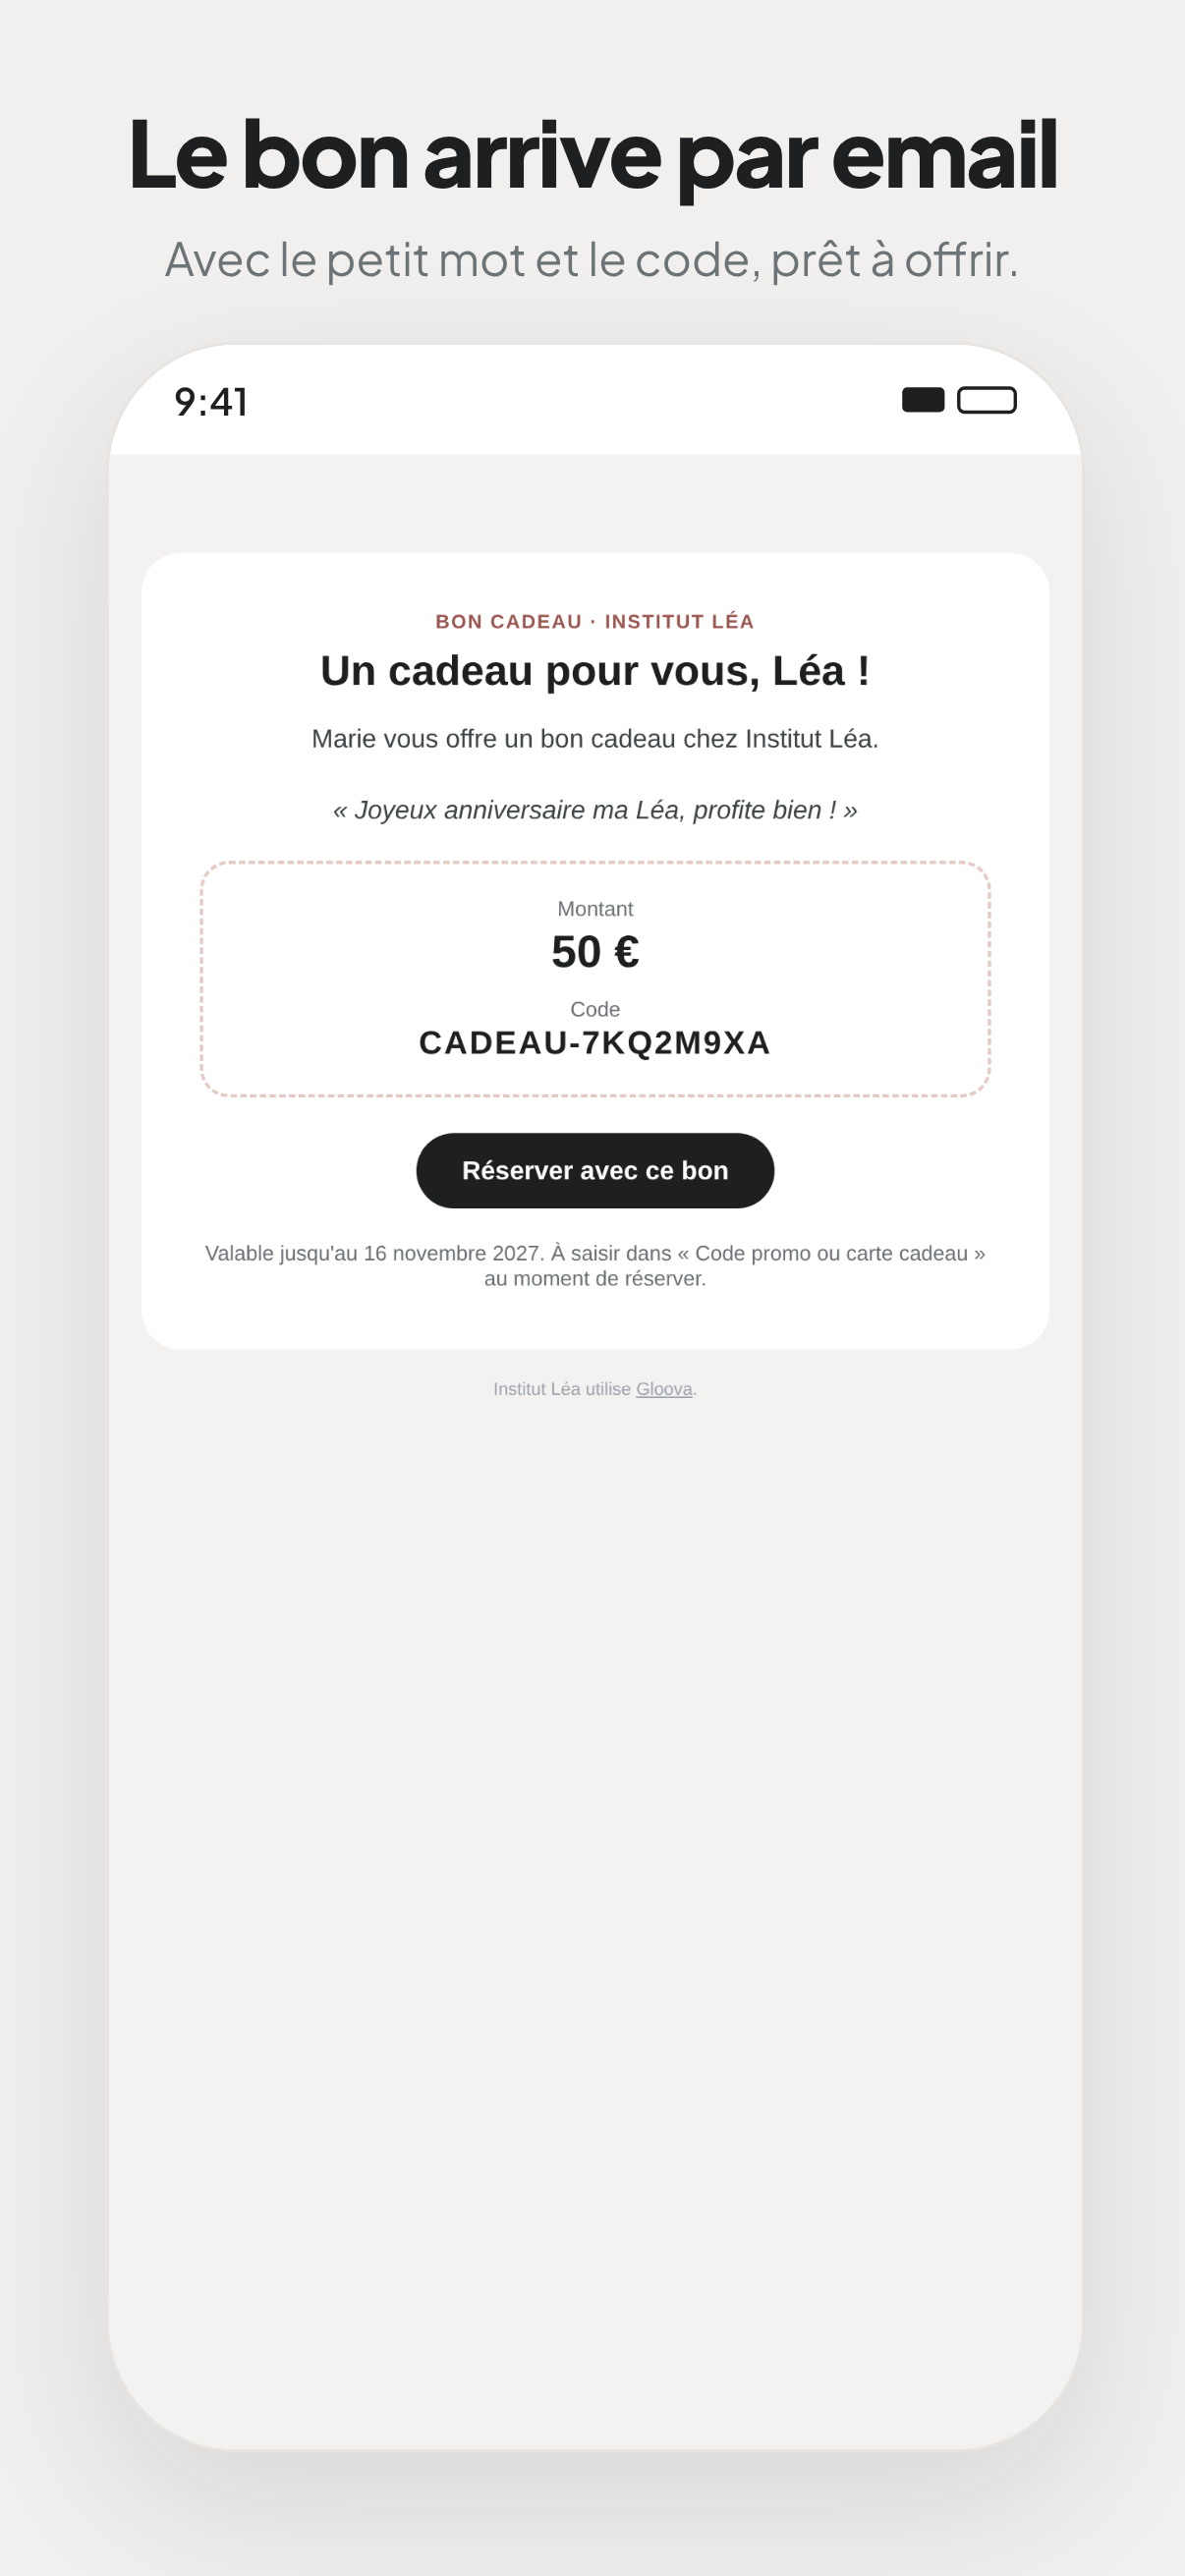 Le bon arrive par email
Avec le petit mot et le code, prêt à offrir.
9:41
BON CADEAU · INSTITUT LÉA
Un cadeau pour vous, Léa !
Marie vous offre un bon cadeau chez Institut Léa.
« Joyeux anniversaire ma Léa, profite bien ! »
Montant
50 €
Code
CADEAU-7KQ2M9XA
Réserver avec ce bon
Valable jusqu'au 16 novembre 2027. À saisir dans « Code promo ou carte cadeau »
au moment de réserver.
Institut Léa utilise Gloova.